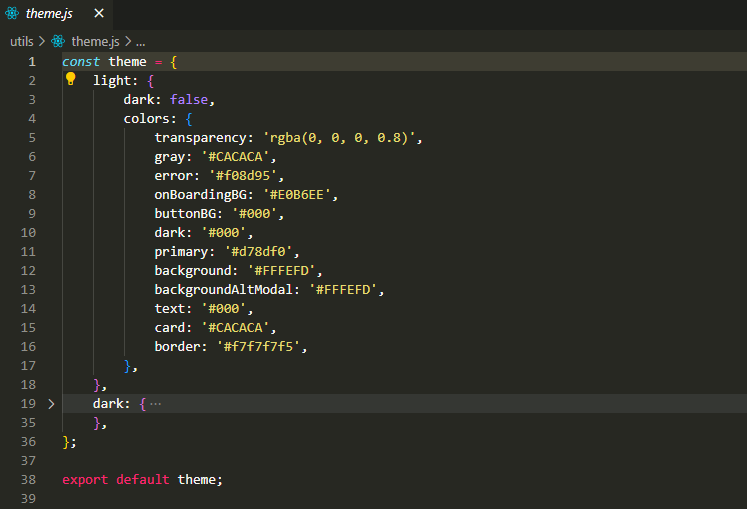 theme.js
utils > theme.js > ...
1 const theme = {
2 light: {
3 dark: false,
4 colors: {
5 transparency: 'rgba(0, 0, 0, 0.8)',
6 gray: '#CACACA',
7 error: '#f08d95',
8 onBoardingBG: '#E0B6EE',
9 buttonBG: '#000',
10 dark: '#000',
11 primary: '#d78df0',
12 background: '#FFFEFD',
13 backgroundAltModal: '#FFFEFD',
14 text: '#000',
15 card: '#CACACA',
16 border: '#f7f7f7f5',
17 },
18 },
19 dark: { ...
35 },
36 };
37
38 export default theme;
39